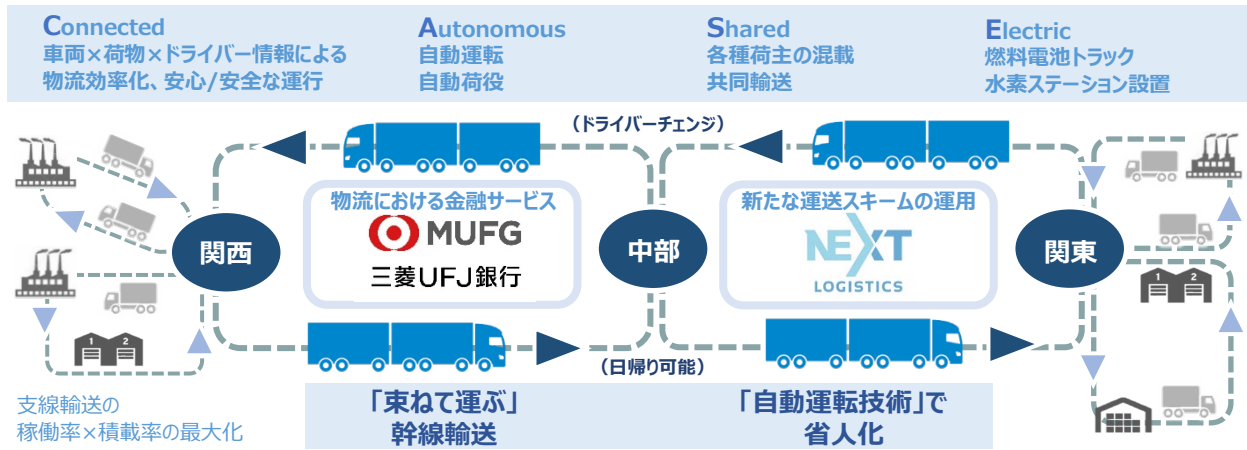 Connected
車両×荷物×ドライバー情報による
物流効率化、安心/安全な運行
Autonomous
自動運転
自動荷役
Shared
各種荷主の混載
共同輸送
Electric
燃料電池トラック
水素ステーション設置
（ドライバーチェンジ）
物流における金融サービス
MUFG
三菱UFJ銀行
新たな運送スキームの運用
NEXT
LOGISTICS
関西
中部
関東
1 2
1 2
（日帰り可能）
支線輸送の
稼働率×積載率の最大化
「束ねて運ぶ」
幹線輸送
「自動運転技術」で
省人化